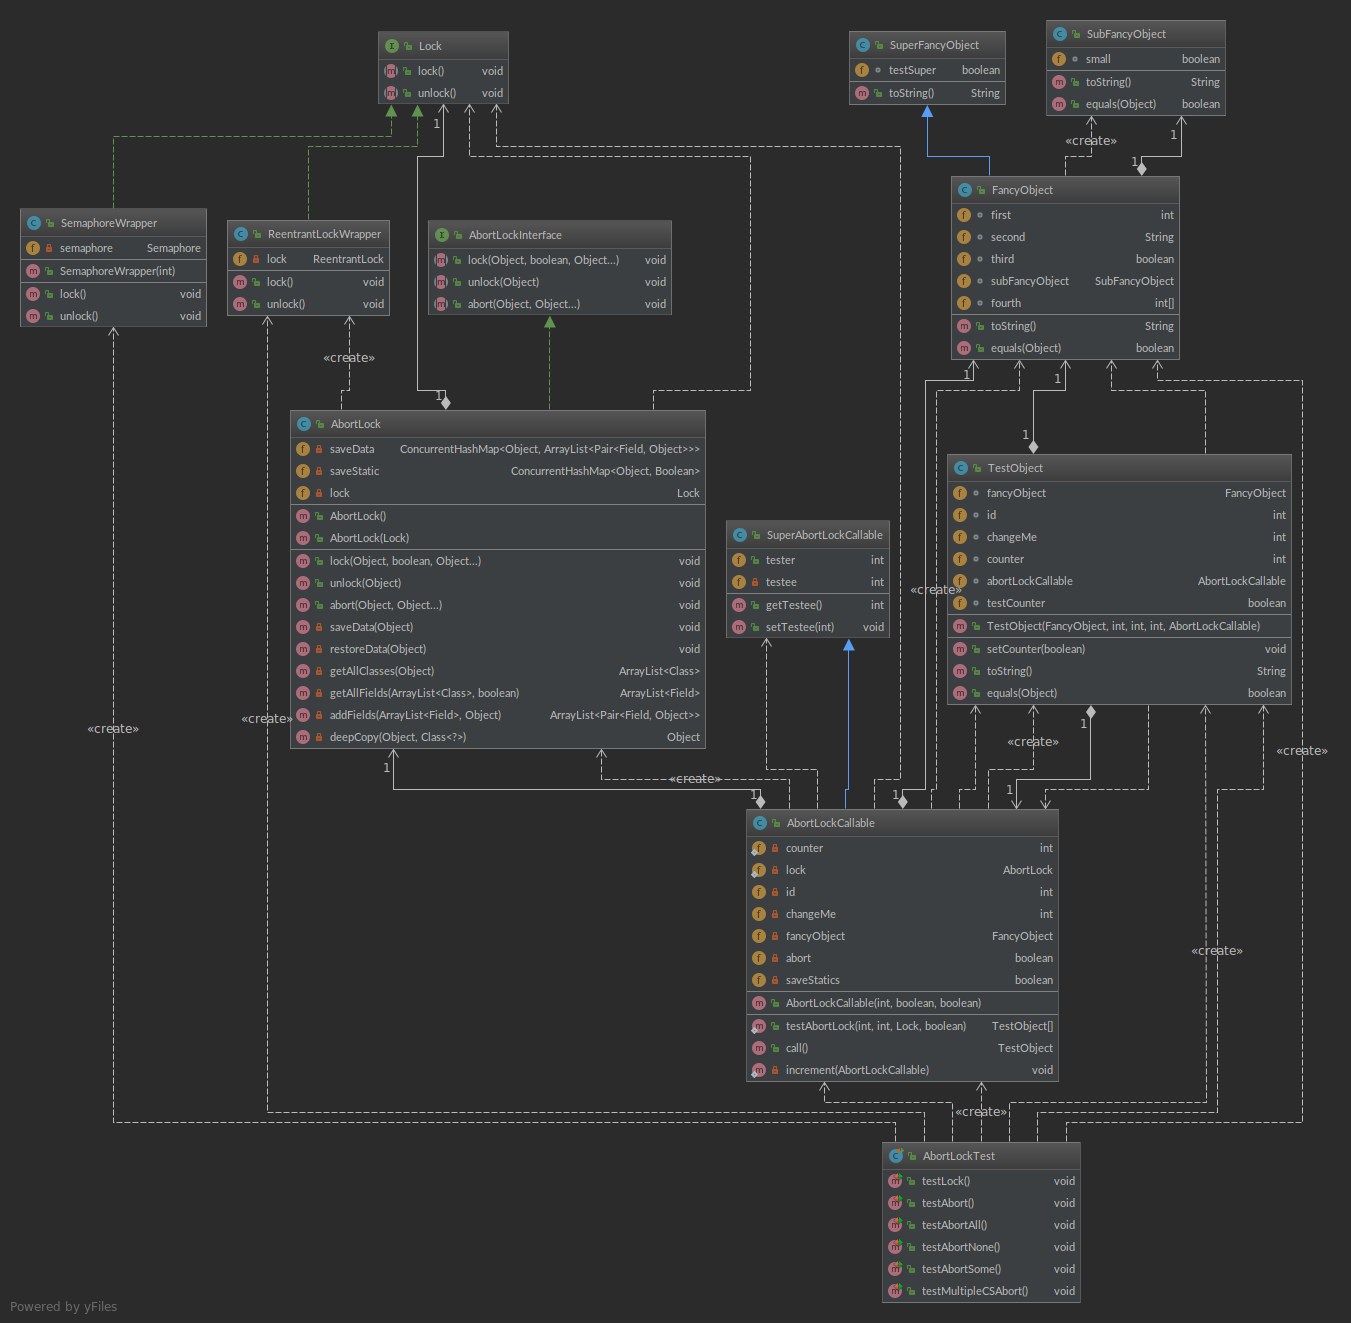 Lock
lock() void
unlock() void
SuperFancyObject
testSuper boolean
toString() String
SubFancyObject
small boolean
toString() String
equals(Object) boolean
1
«create»
1
1
FancyObject
first int
second String
third boolean
subFancyObject SubFancyObject
fourth int[]
toString() String
equals(Object) boolean
SemaphoreWrapper
semaphore Semaphore
SemaphoreWrapper(int)
lock() void
unlock() void
ReentrantLockWrapper
lock ReentrantLock
lock() void
unlock() void
AbortLockInterface
lock(Object, boolean, Object...) void
unlock(Object) void
abort(Object, Object...) void
«create»
1
1
1
1
AbortLock
saveData ConcurrentHashMap<Object, ArrayList<Pair<Field, Object>>>
saveStatic ConcurrentHashMap<Object, Boolean>
lock Lock
AbortLock()
AbortLock(Lock)
lock(Object, boolean, Object...) void
unlock(Object) void
abort(Object, Object...) void
saveData(Object) void
restoreData(Object) void
getAllClasses(Object) ArrayList<Class>
getAllFields(ArrayList<Class>, boolean) ArrayList<Field>
addFields(ArrayList<Field>, Object) ArrayList<Pair<Field, Object>>
deepCopy(Object, Class<?>) Object
TestObject
fancyObject FancyObject
id int
changeMe int
counter int
abortLockCallable AbortLockCallable
testCounter boolean
TestObject(FancyObject, int, int, int, AbortLockCallable)
setCounter(boolean) void
toString() String
equals(Object) boolean
SuperAbortLockCallable
tester int
testee int
getTestee() int
setTestee(int) void
«create»
«create»
«create»
1
«create»
«create»
1
«create»
1
1
1
AbortLockCallable
counter int
lock AbortLock
id int
changeMe int
fancyObject FancyObject
abort boolean
saveStatics boolean
AbortLockCallable(int, boolean, boolean)
testAbortLock(int, int, Lock, boolean) TestObject[]
call() TestObject
increment(AbortLockCallable) void
«create»
«create»
AbortLockTest
testLock() void
testAbort() void
testAbortAll() void
testAbortNone() void
testAbortSome() void
testMultipleCSAbort() void
Powered by yFiles